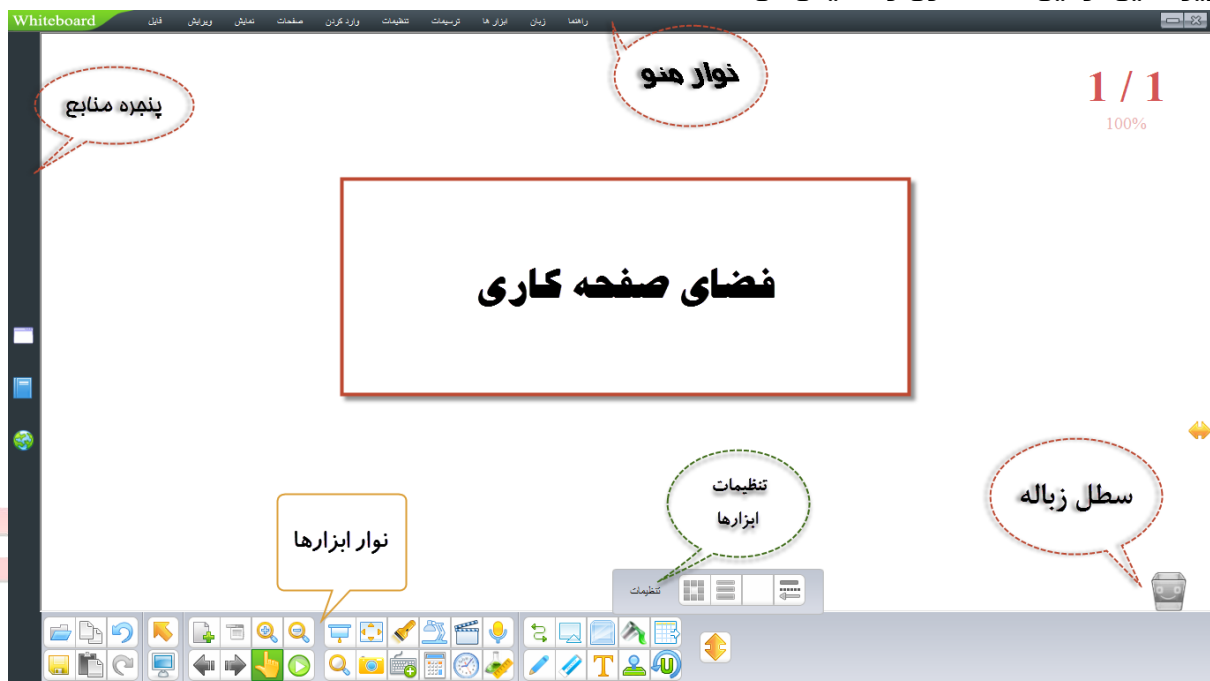 Whiteboard فایل ویرایش نمایش صفحات وارد کردن تنظیمات ترسیمات ابزار ها زبان راهنما
نوار منو
پنجره منابع
1 / 1
100%
فضای صفحه کاری
تنظیمات
ابزارها
سطل زباله
نوار ابزارها
تنظیمات